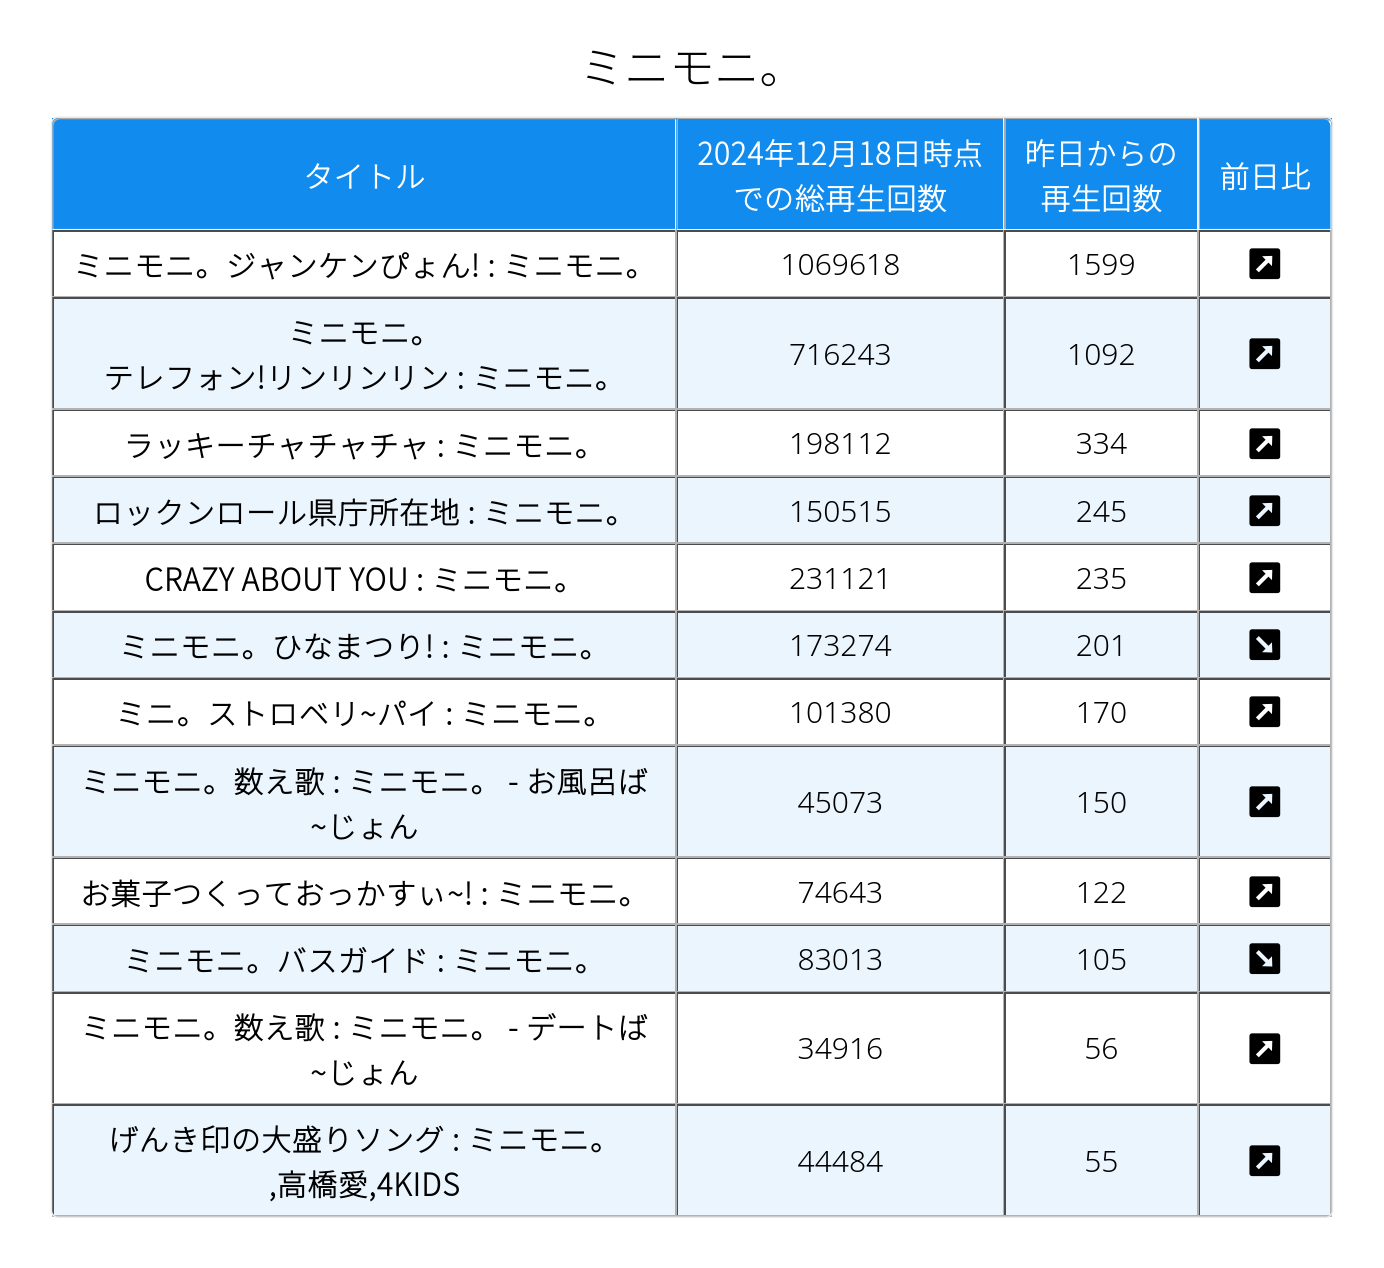 ミニモニ。
タイトル
2024年12月18日時点
での総再生回数
昨日からの
再生回数
前日比
ミニモニ。ジャンケンぴょん! : ミニモニ。
1069618
1599
ミニモニ。
テレフォン!リンリンリン : ミニモニ。
716243
1092
ラッキーチャチャチャ : ミニモニ。
198112
334
ロックンロール県庁所在地 : ミニモニ。
150515
245
CRAZY ABOUT YOU : ミニモニ。
231121
235
ミニモニ。ひなまつり! : ミニモニ。
173274
201
ミニ。ストロベリ~パイ : ミニモニ。
101380
170
ミニモニ。数え歌 : ミニモニ。 - お風呂ば
~じょん
45073
150
お菓子つくっておっかすぃ~! : ミニモニ。
74643
122
ミニモニ。バスガイド : ミニモニ。
83013
105
ミニモニ。数え歌 : ミニモニ。 - デートば
~じょん
34916
56
げんき印の大盛りソング : ミニモニ。
,高橋愛,4KIDS
44484
55